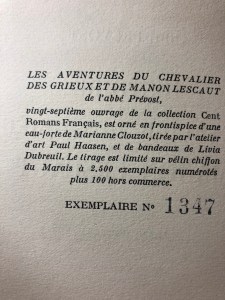 LES AVENTURES DU CHEVALIER
DES GRIEUX ET DE MANON LESCAUT
de l'abbé Prévost,
vingt-septième ouvrage de la collection Cent
Romans Français, est orné en frontispice d'une
eau-forte de Marianne Clouzot, tirée par l'atelier
d'art Paul Haasen, et de bandeaux de Livia
Dubreuil. Le tirage est limité sur vélin chiffon
du Marais à 2,500 exemplaires numérotés
plus 100 hors commerce.
EXEMPLAIRE No 1347